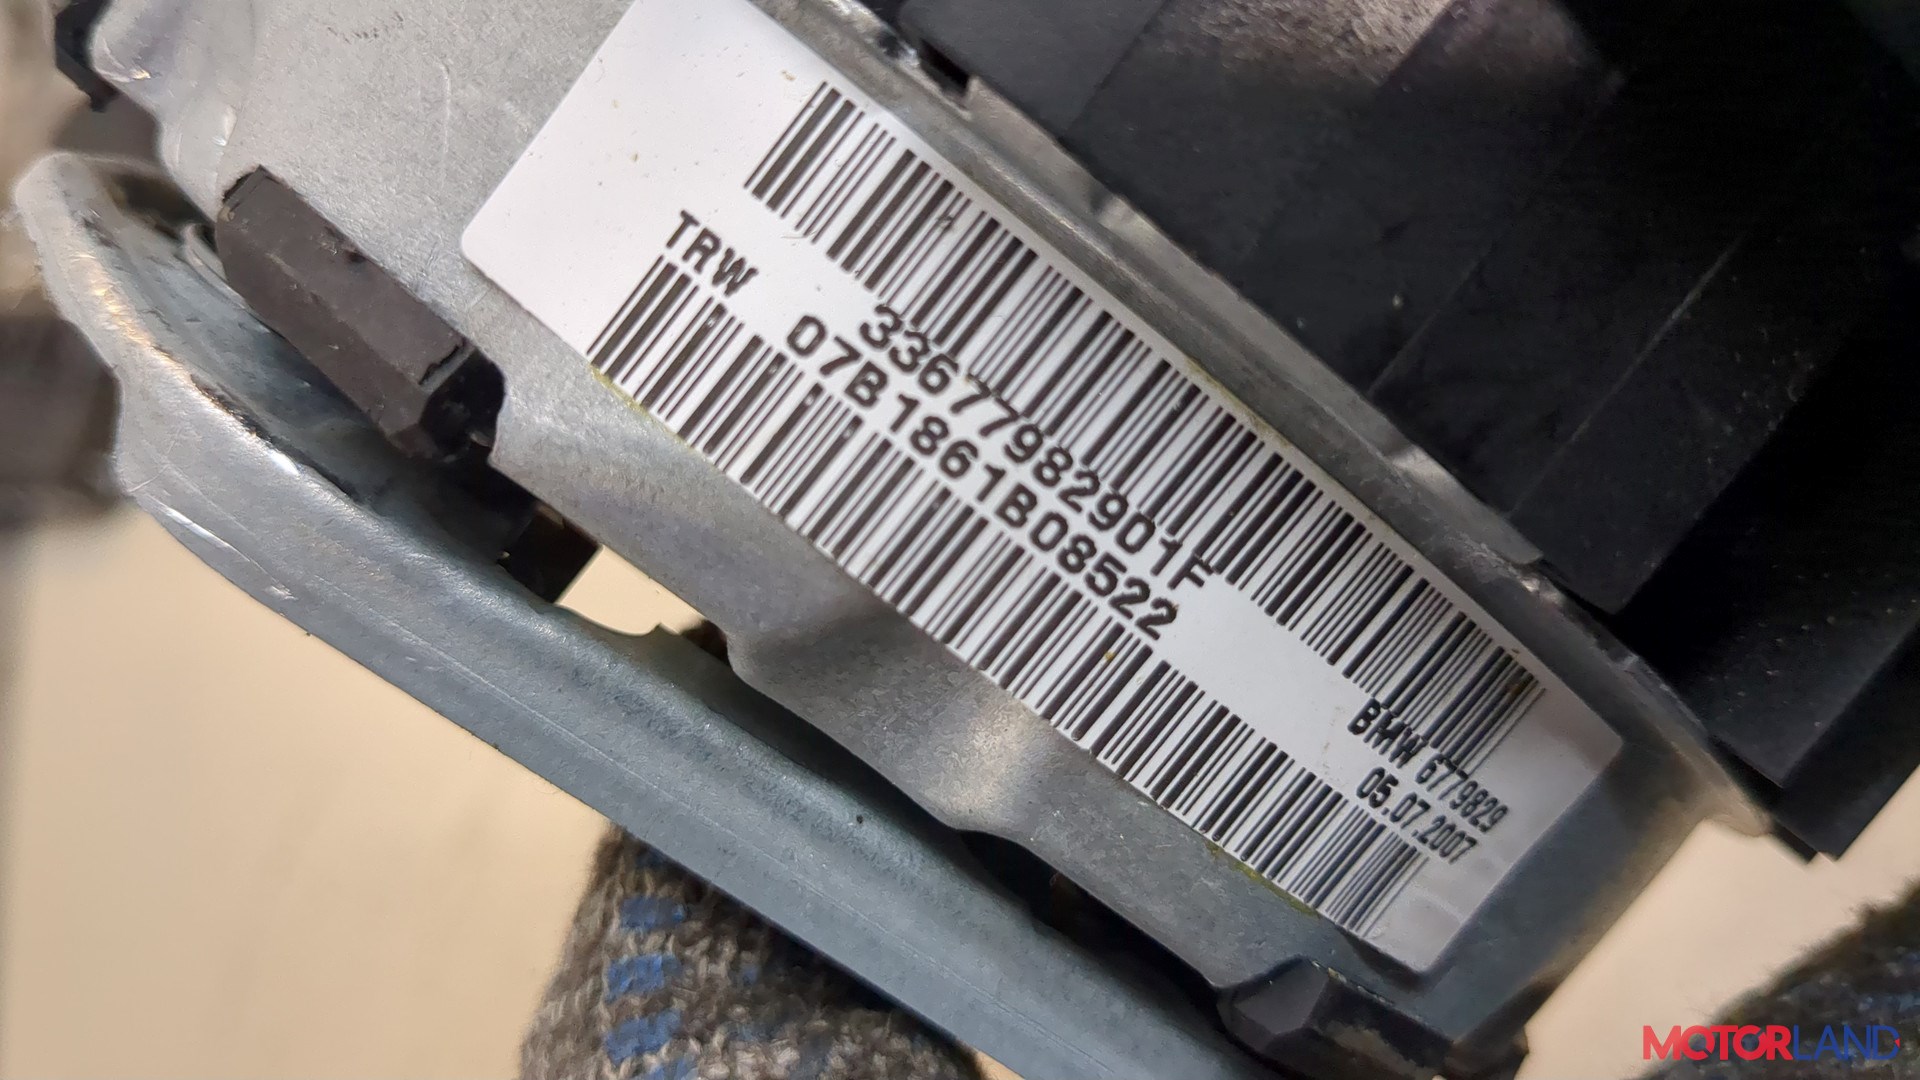 TRW
33677982901F
07B1861B08522
BMW 6779829
05.07.2007
MOTORLAND